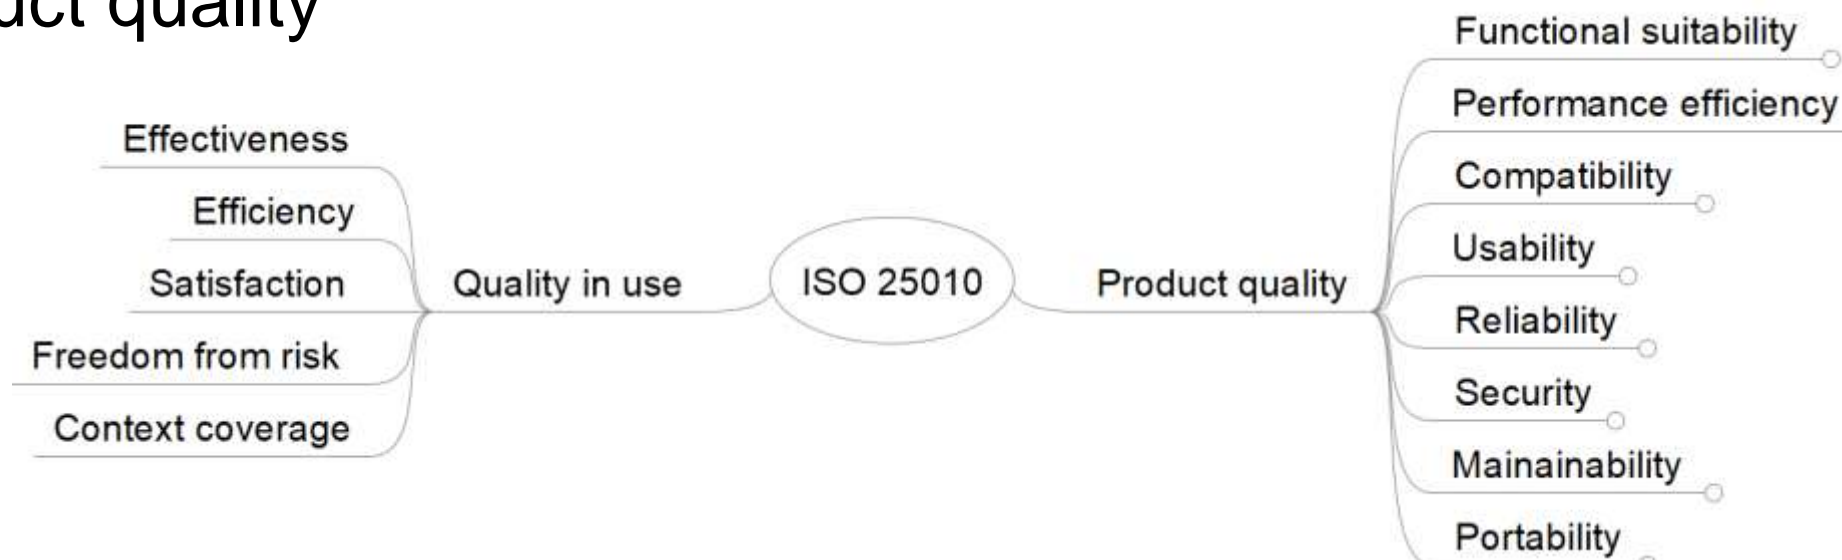 uct quality
Effectiveness
Efficiency
Satisfaction
Freedom from risk
Context coverage
Quality in use
ISO 25010
Product quality
Functional suitability
Performance efficiency
Compatibility
Usability
Reliability
Security
Mainainability
Portability